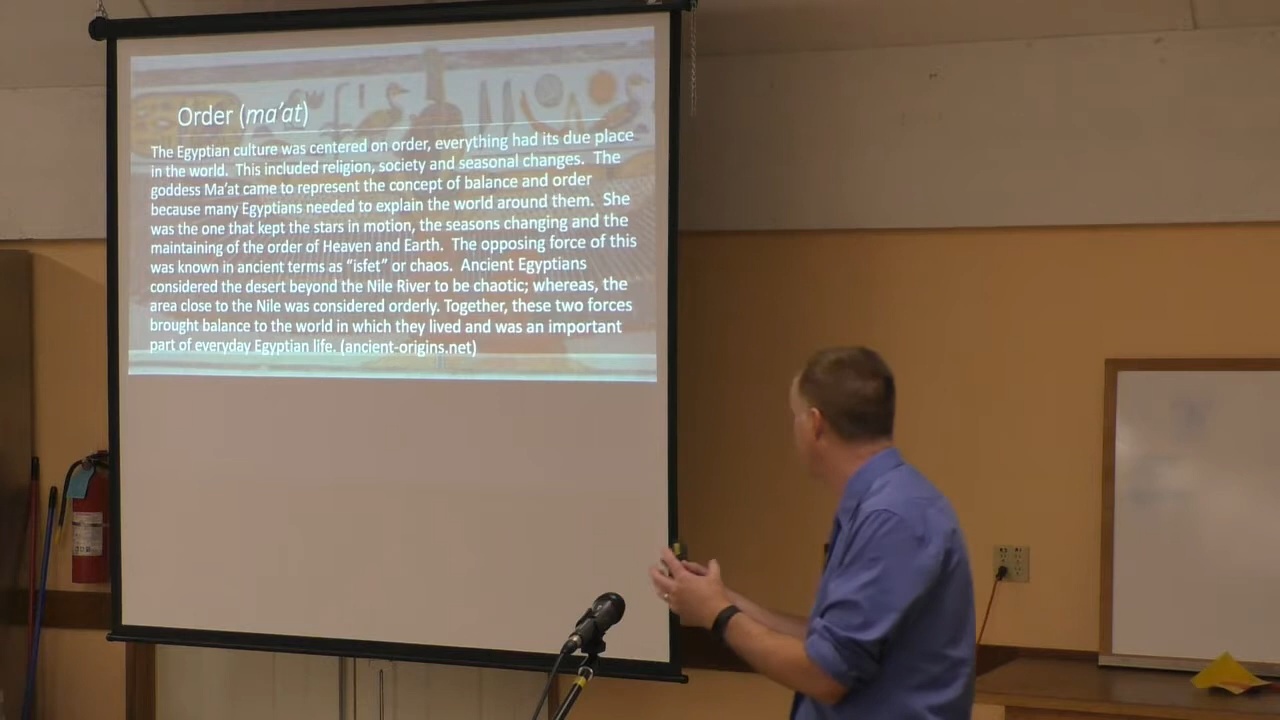 Order (ma'at)
The Egyptian culture was centered on order, everything had its due place
in the world.  This included religion, society and seasonal changes.  The
goddess Ma'at came to represent the concept of balance and order
because many Egyptians needed to explain the world around them.  She
was the one that kept the stars in motion, the seasons changing and the
maintaining of the order of Heaven and Earth.  The opposing force of this
was known in ancient terms as “isfet” or chaos.  Ancient Egyptians
considered the desert beyond the Nile River to be chaotic; whereas, the
area close to the Nile was considered orderly. Together, these two forces
brought balance to the world in which they lived and was an important
part of everyday Egyptian life. (ancient-origins.net)